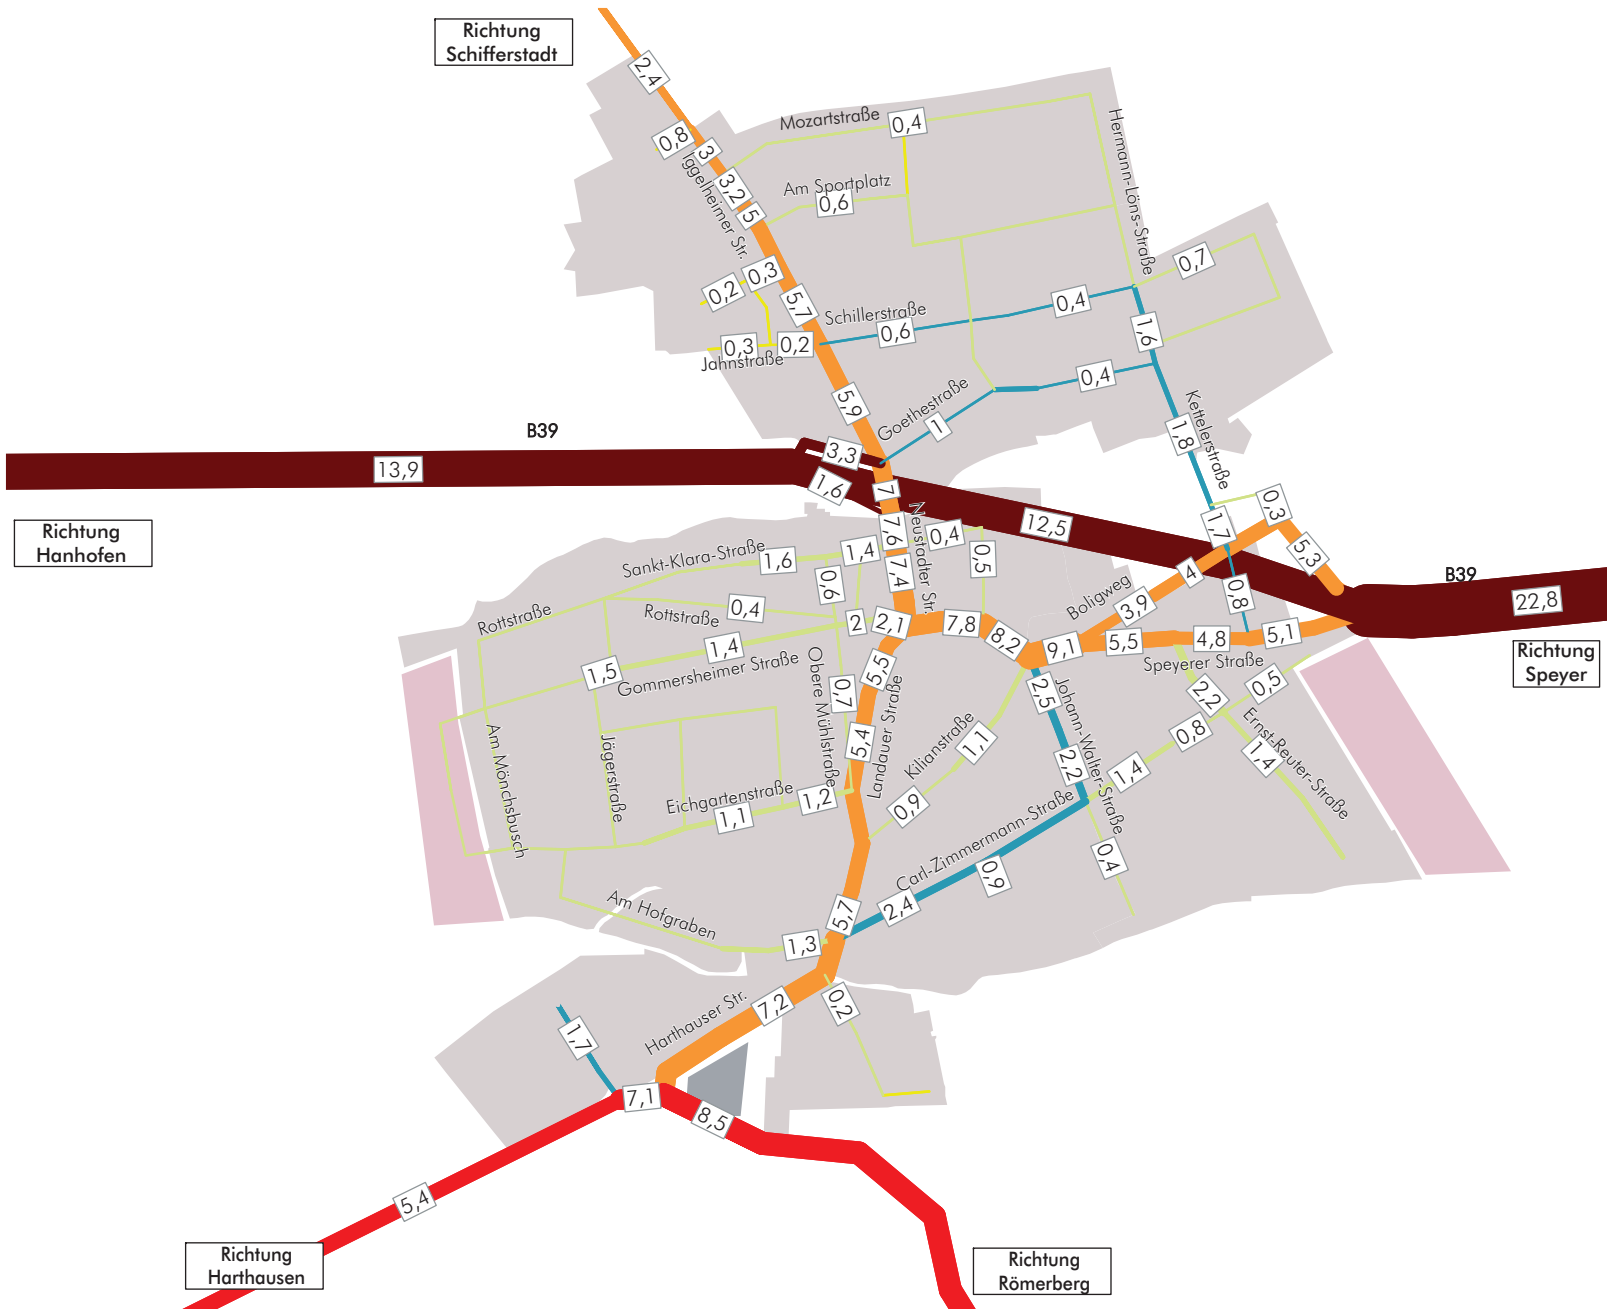 Richtung
Schifferstadt
2,4
0,8
3
Mozartstraße
0,4
Hermann-Löns-Straße
Iggelheimer Str.
3,2
5
Am Sportplatz
0,6
0,7
0,2
0,3
5,7
Schillerstraße
0,6
0,4
1,6
0,3
0,2
Jahnstraße
5,9
Goethestraße
1
0,4
Kettelerstraße
1,8
B39
13,9
3,3
1,6
7
12,5
1,7
0,3
5,3
Richtung
Hanhofen
Neustadter Str.
7,6
0,4
0,5
Sankt-Klara-Straße
1,6
1,4
0,6
7,4
4
B39
22,8
Richtung
Speyer
Rottstraße
Rottstraße
0,4
2
2,1
7,8
8,2
Boligweg
3,9
0,8
9,1
5,5
4,8
5,1
Speyerer Straße
1,5
1,4
Gommersheimer Straße
Obere Mühlstraße
0,7
5,5
Landauer Straße
5,4
2,5
Johann-Walter-Straße
2,2
2,2
0,5
0,8
Ernst-Reuter-Straße
1,4
1,4
Am Mönchsbusch
Jägerstraße
Eichgartenstraße
1,1
1,2
Kilianstraße
1,1
0,9
Carl-Zimmermann-Straße
0,9
2,4
0,4
Am Hofgraben
1,3
5,7
Harthauser Str.
7,2
0,2
1,7
7,1
8,5
5,4
Richtung
Harthausen
Richtung
Römerberg